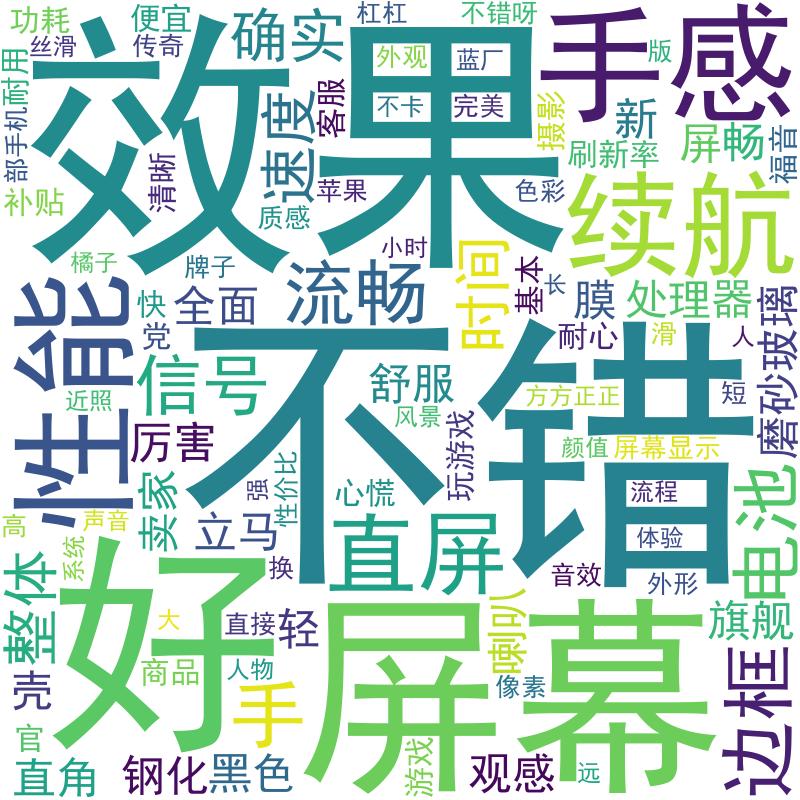 功耗
便宜
确实
杠杠
不错呀
手感
丝滑
传奇
效果
外观
蓝厂
版
耐用
部手机
客服
不卡
完美
摄影
新
屏畅
福音
速度
刷新率
清晰
补贴
苹果
色彩
续航
质感
橘子
牌子
小时
时间
基本
长
膜
处理器
性能
快
全面
流畅
党
耐心
滑
人
磨砂玻璃
不错
信号
舒服
近照
风景
方方正正
短
厉害
玩游戏
颜值
屏幕显示
强
性价比
心慌
流程
电池
高
声音
卖家
立马
直屏
体验
系统
换
音效
外形
整体
好
大
直接
轻
喇叭
屏幕
旗舰
壳
商品
人物
手
像素
边框
官
直角
钢化
黑色
游戏
观感
远